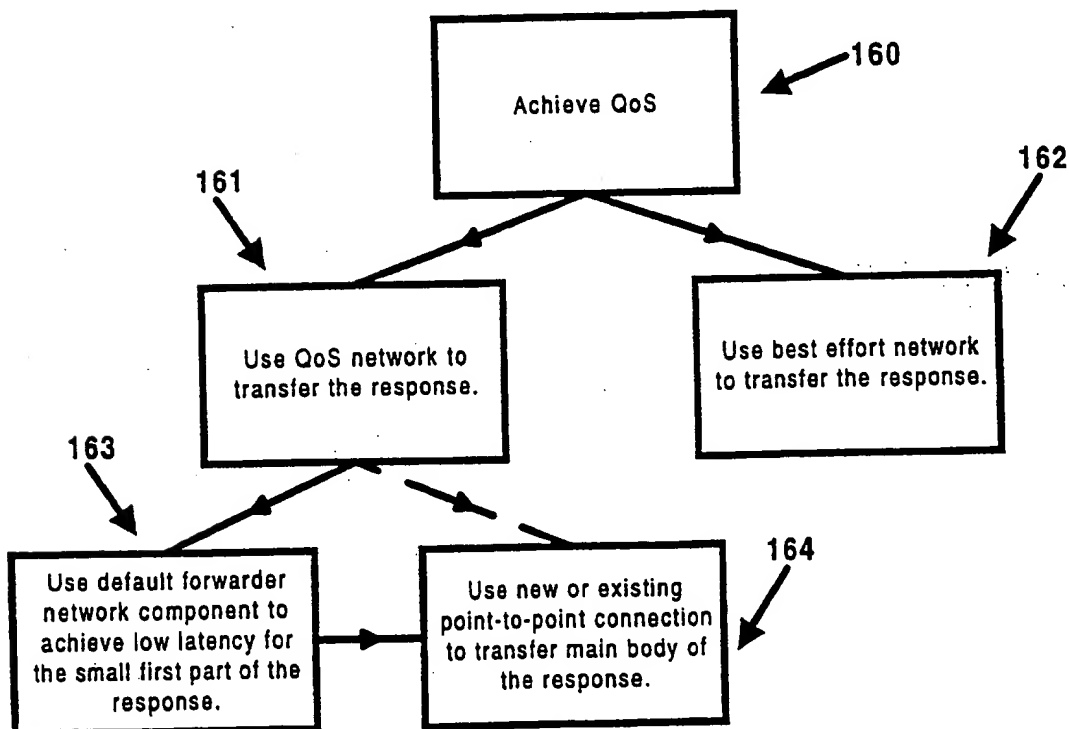 160
Achieve QoS
161
162
Use QoS network to
transfer the response.
Use best effort network
to transfer the response.
163
164
Use default forwarder
network component to
achieve low latency for
the small first part of the
response.
Use new or existing
point-to-point connection
to transfer main body of
the response.